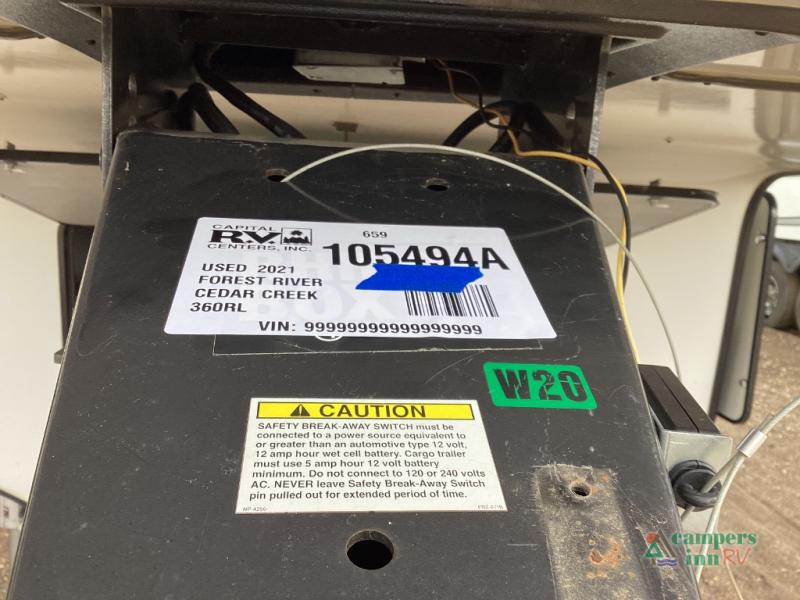 CAPITAL
R.V.
CENTERS, INC.
659
105494A
USED 2021
FOREST RIVER
CEDAR CREEK
360RL
VIN: 99999999999999999
W20
CAUTION
SAFETY BREAK-AWAY SWITCH must be
connected to a power source equivalent to
or greater than an automotive type 12 volt,
12 amp hour wet cell battery. Cargo trailer
must use 5 amp hour 12 volt battery
minimum. Do not connect to 120 or 240 volts
AC. NEVER leave Safety Break-Away Switch
pin pulled out for extended period of time.
campers
inn RV